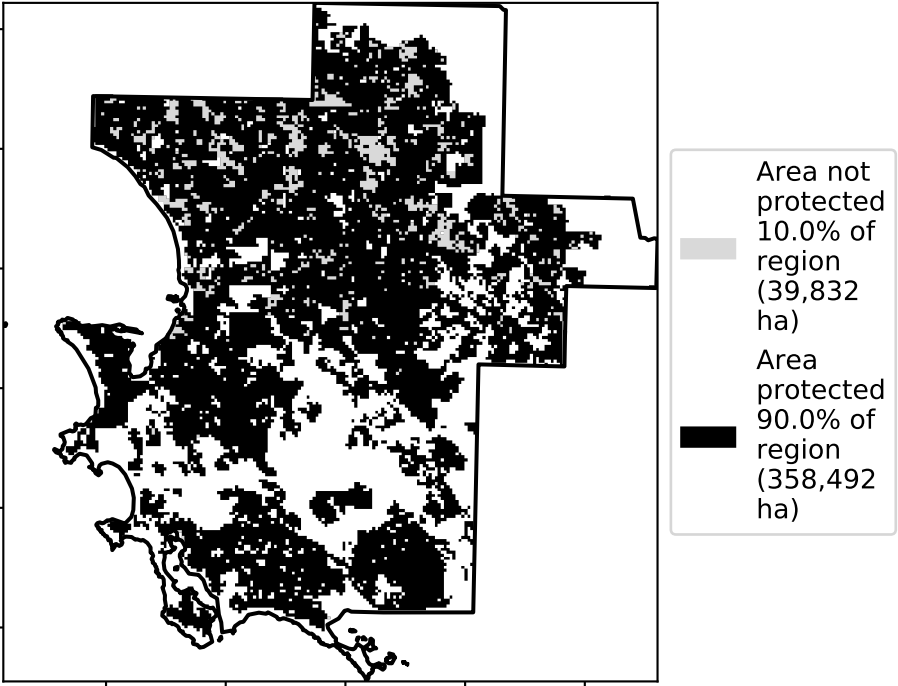 Area not
protected
10.0% of
region
(39,832
ha)
Area
protected
90.0% of
region
(358,492
ha)